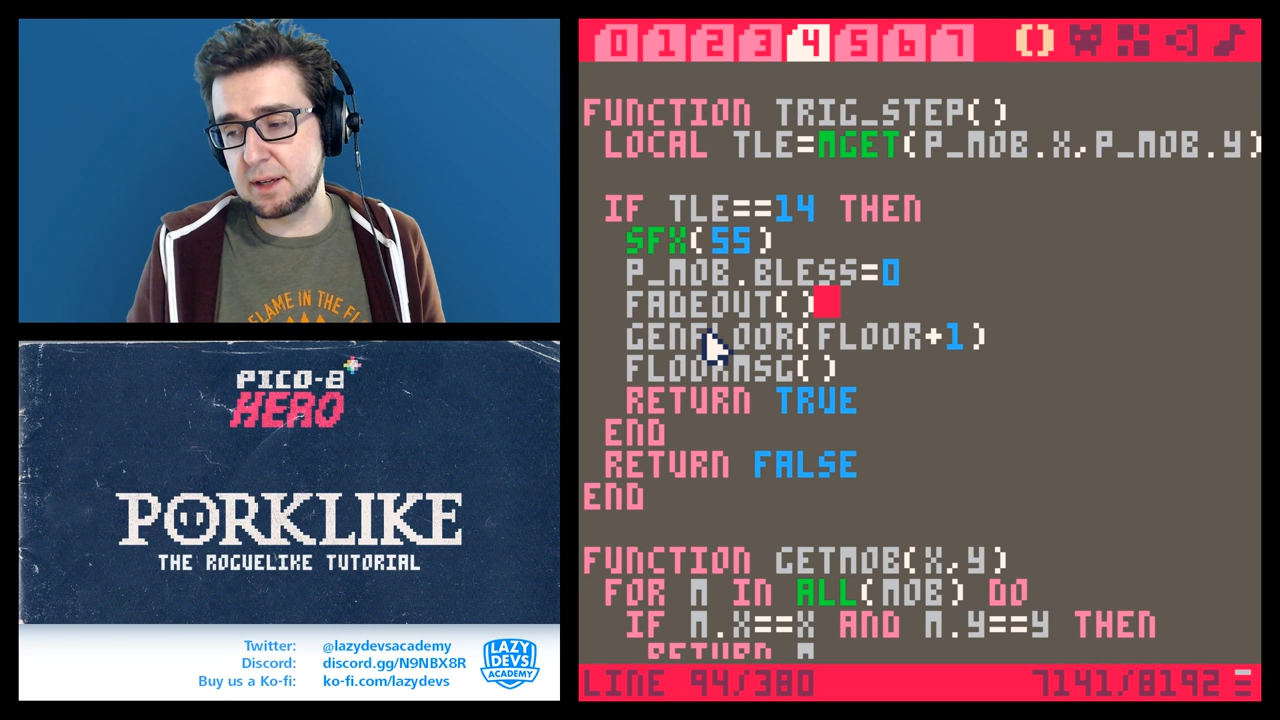 FLAME IN THE FL
PICO-8
HERO
PORKLIKE
THE ROGUELIKE TUTORIAL
Twitter: @lazydevsacademy
Discord: discord.gg/N9NBX8R
Buy us a Ko-fi: ko-fi.com/lazydevs
LAZY
DEVS
ACADEMY
0 1 2 3 4 5 6 7 ()
FUNCTION TRIG_STEP()
LOCAL TLE=MGET(P_MOB.X,P_MOB.Y)
IF TLE==14 THEN
SFX(55)
P_MOB.BLESS=0
FADEOUT()
GENFLOOR(FLOOR+1)
FLOORMSG()
RETURN TRUE
END
RETURN FALSE
END
FUNCTION GETMOB(X,Y)
FOR M IN ALL(MOB) DO
IF M.X==X AND M.Y==Y THEN
RETURN M
LINE 94/380 7141/8192